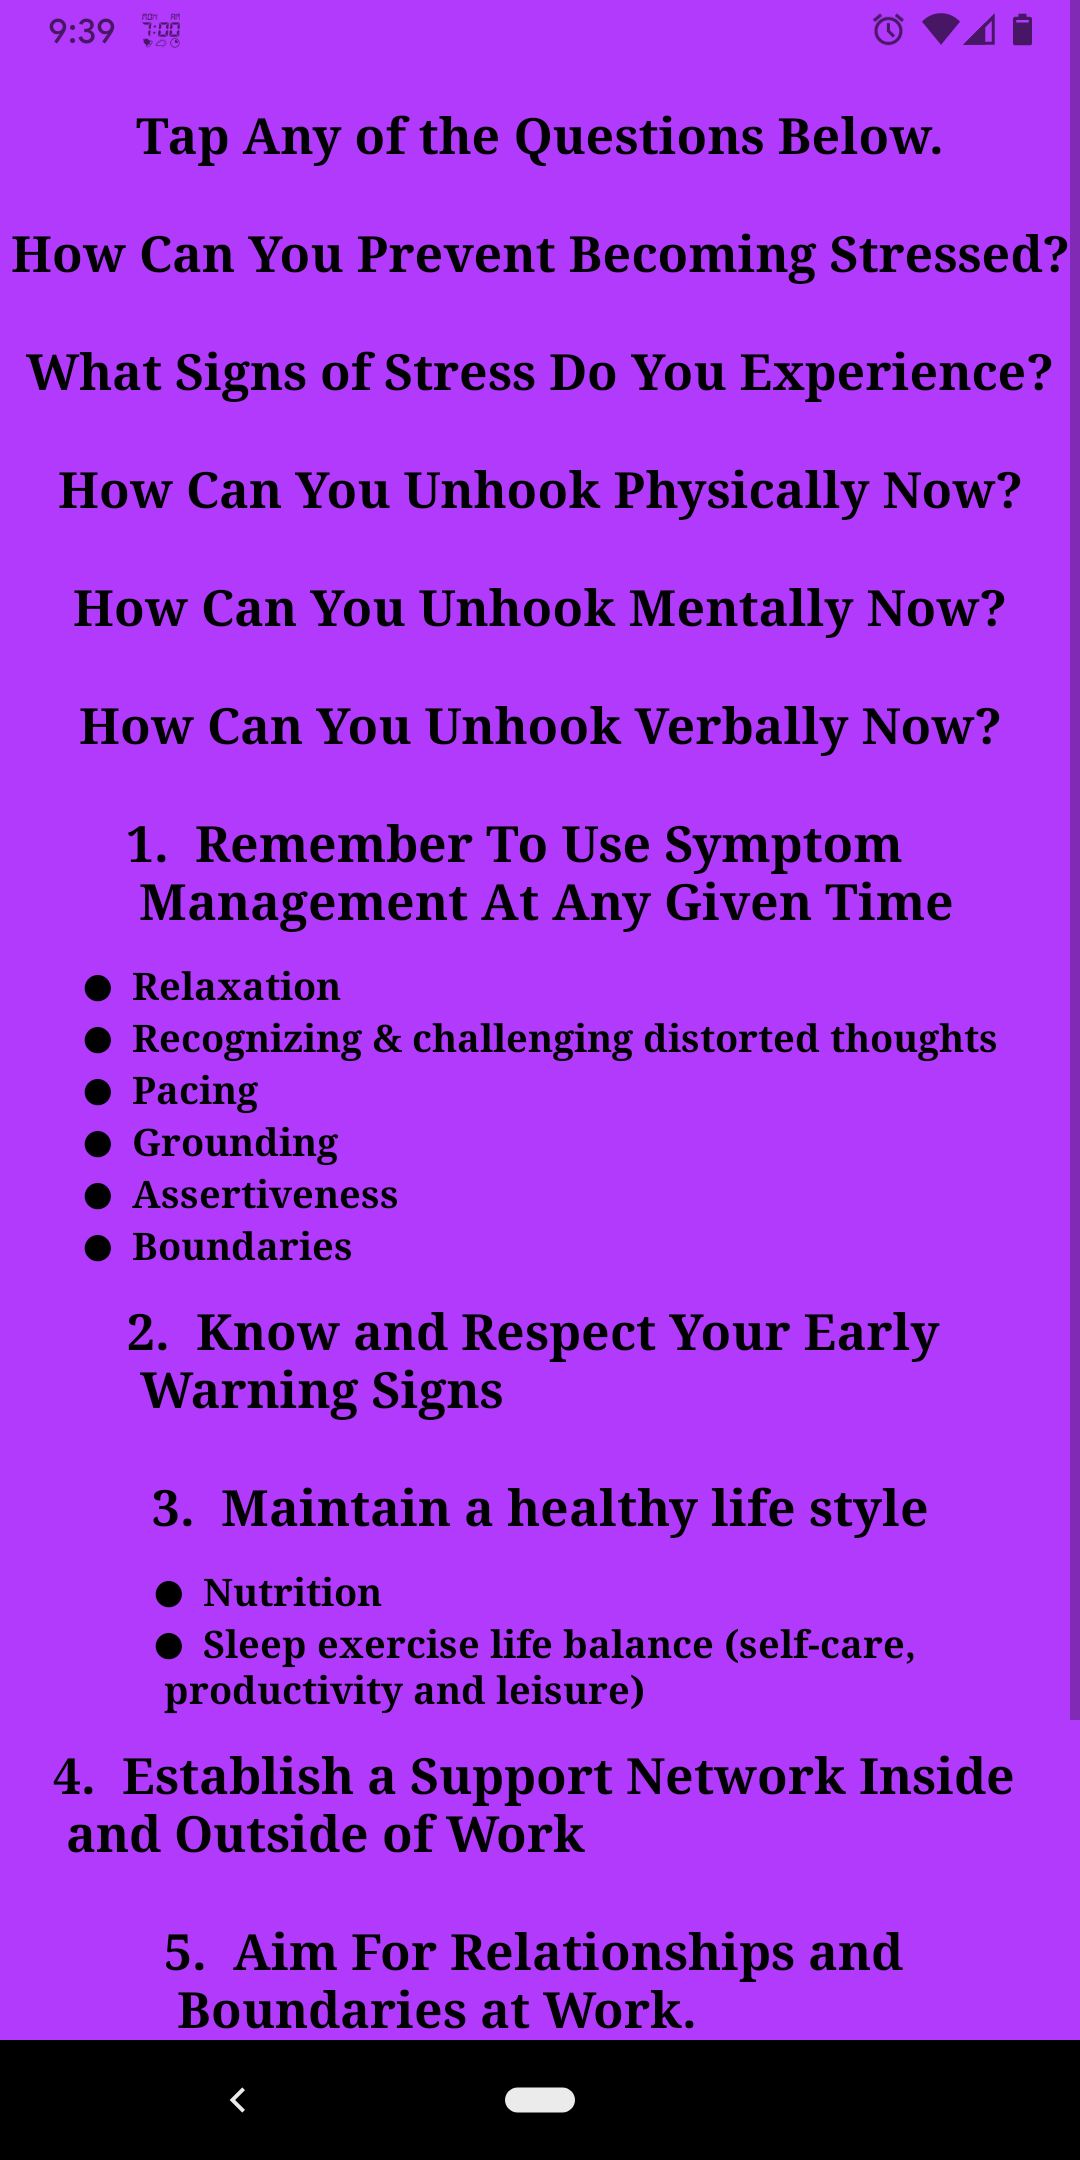 9:39
MON AM
7:00
Tap Any of the Questions Below.
How Can You Prevent Becoming Stressed?
What Signs of Stress Do You Experience?
How Can You Unhook Physically Now?
How Can You Unhook Mentally Now?
How Can You Unhook Verbally Now?
1. Remember To Use Symptom
Management At Any Given Time
● Relaxation
● Recognizing & challenging distorted thoughts
● Pacing
● Grounding
● Assertiveness
● Boundaries
2. Know and Respect Your Early
Warning Signs
3. Maintain a healthy life style
● Nutrition
● Sleep exercise life balance (self-care,
productivity and leisure)
4. Establish a Support Network Inside
and Outside of Work
5. Aim For Relationships and
Boundaries at Work.